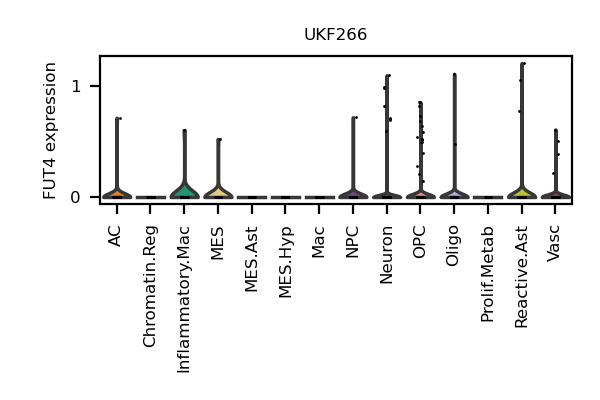 UKF266
FUT4 expression
1
0
AC
Chromatin.Reg
Inflammatory.Mac
MES
MES.Ast
MES.Hyp
Mac
NPC
Neuron
OPC
Oligo
Prolif.Metab
Reactive.Ast
Vasc